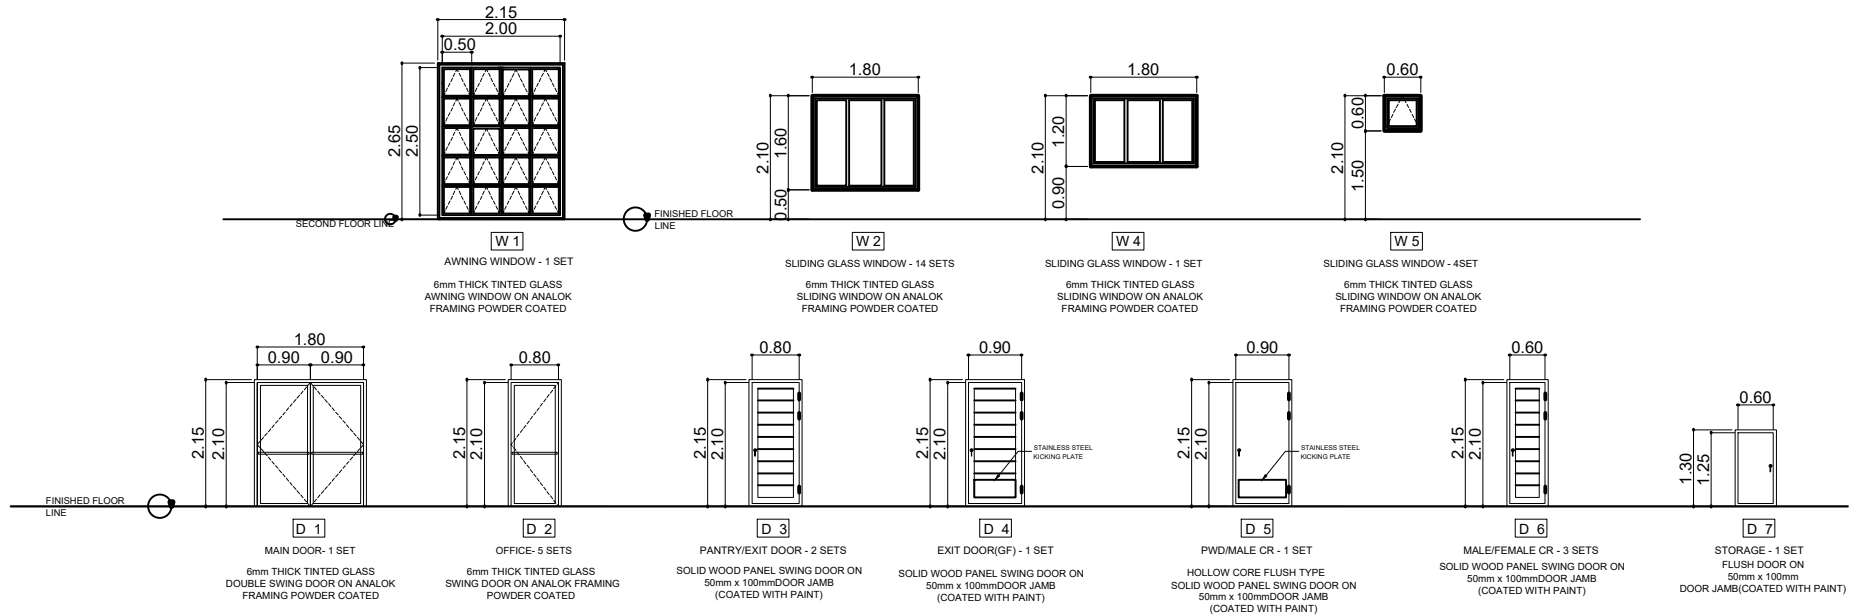 2.15
2.00
0.50
2.65
2.50
SECOND FLOOR LINE
W 1
AWNING WINDOW - 1 SET
6mm THICK TINTED GLASS
AWNING WINDOW ON ANALOK
FRAMING POWDER COATED
FINISHED FLOOR
LINE
1.80
2.10
1.60
0.50
W 2
SLIDING GLASS WINDOW - 14 SETS
6mm THICK TINTED GLASS
SLIDING WINDOW ON ANALOK
FRAMING POWDER COATED
1.80
2.10
1.20
0.90
W 4
SLIDING GLASS WINDOW - 1 SET
6mm THICK TINTED GLASS
SLIDING WINDOW ON ANALOK
FRAMING POWDER COATED
0.60
2.10
0.60
1.50
W 5
SLIDING GLASS WINDOW - 4SET
6mm THICK TINTED GLASS
SLIDING WINDOW ON ANALOK
FRAMING POWDER COATED
FINISHED FLOOR
LINE
1.80
0.90 0.90
2.15
2.10
D 1
MAIN DOOR- 1 SET
6mm THICK TINTED GLASS
DOUBLE SWING DOOR ON ANALOK
FRAMING POWDER COATED
0.80
2.15
2.10
D 2
OFFICE- 5 SETS
6mm THICK TINTED GLASS
SWING DOOR ON ANALOK FRAMING
POWDER COATED
0.80
2.15
2.10
D 3
PANTRY/EXIT DOOR - 2 SETS
SOLID WOOD PANEL SWING DOOR ON
50mm x 100mmDOOR JAMB
(COATED WITH PAINT)
0.90
2.15
2.10
STAINLESS STEEL
KICKING PLATE
D 4
EXIT DOOR(GF) - 1 SET
SOLID WOOD PANEL SWING DOOR ON
50mm x 100mmDOOR JAMB
(COATED WITH PAINT)
0.90
2.15
2.10
STAINLESS STEEL
KICKING PLATE
D 5
PWD/MALE CR - 1 SET
HOLLOW CORE FLUSH TYPE
SOLID WOOD PANEL SWING DOOR ON
50mm x 100mmDOOR JAMB
(COATED WITH PAINT)
0.60
2.15
2.10
D 6
MALE/FEMALE CR - 3 SETS
SOLID WOOD PANEL SWING DOOR ON
50mm x 100mmDOOR JAMB
(COATED WITH PAINT)
0.60
1.30
1.25
D 7
STORAGE - 1 SET
FLUSH DOOR ON
50mm x 100mm
DOOR JAMB(COATED WITH PAINT)